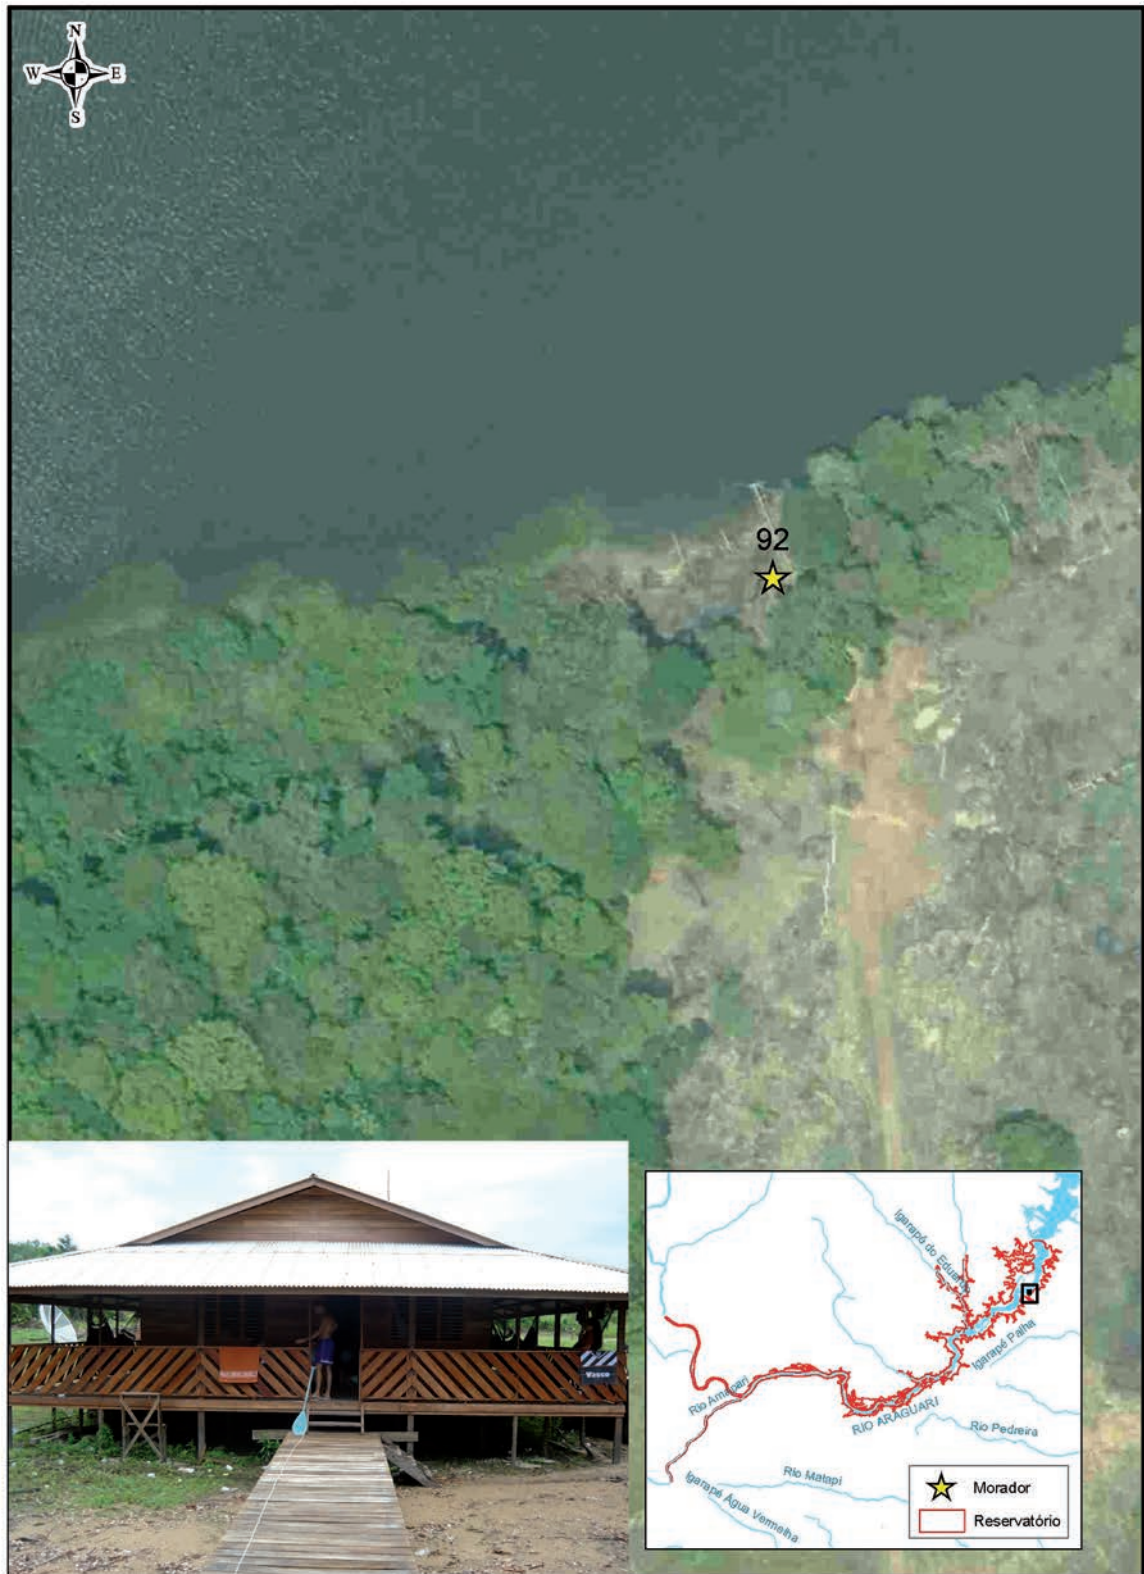 N
W E
S
92
Igarapé do Eduardo
Igarapé Palha
Rio Amapari
RIO ARAGUARI
Rio Pedreira
Rio Matapi
Igarapé Água Vermelha
Morador
Reservatório
Vasco